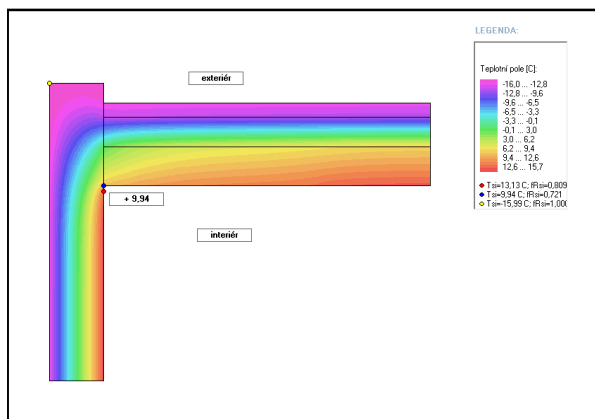 LEGENDA:
exteriér
Teplotní pole [C]:
-16,0 ... -12,8
-12,8 ... -9,6
-9,6 ... -6,5
-6,5 ... -3,3
-3,3 ... -0,1
-0,1 ... 3,0
3,0 ... 6,2
6,2 ... 9,4
9,4 ... 12,6
12,6 ... 15,7
Tsi=13,13 C; fRsi=0,809
Tsi=9,94 C; fRsi=0,721
Tsi=-15,99 C; fRsi=1,000
+ 9,94
interiér